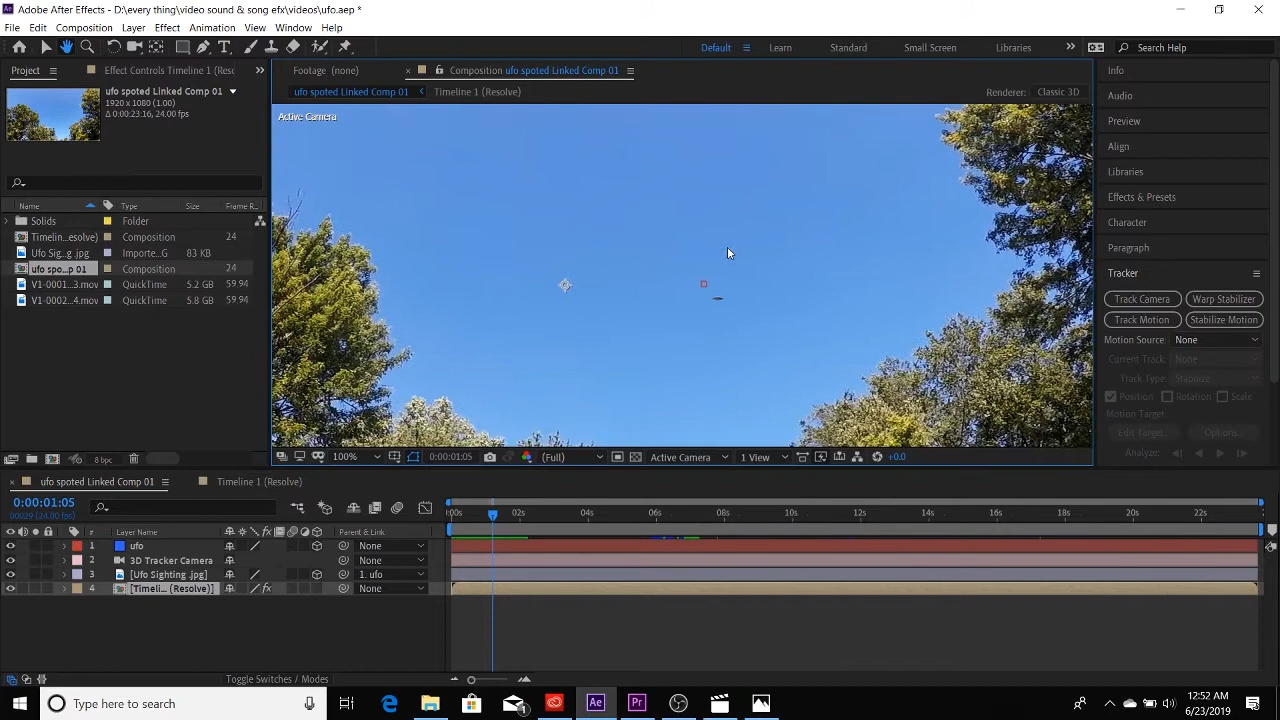 Ae Adobe After Effects - D:\every thing\video sound & song efx\videos\ufo.aep *
File Edit Composition Layer Effect Animation View Window Help
Default Learn Standard Small Screen Libraries Search Help
Project Effect Controls Timeline 1 (Resc
ufo spoted Linked Comp 01
1920 x 1080 (1.00)
Δ 0:00:23:16, 24.00 fps
Name Type Size Frame R...
Solids Folder
Timelin...esolve) Composition 24
Ufo Sig...g .jpg Importe...G 83 KB
ufo spo...p 01 Composition 24
V1-0001...3.mov QuickTime 5.2 GB 59.94
V1-0002...4.mov QuickTime 5.8 GB 59.94
8 bpc
Footage (none) Composition ufo spoted Linked Comp 01
ufo spoted Linked Comp 01 Timeline 1 (Resolve) Renderer: Classic 3D
Active Camera
100% 0:00:01:05 (Full) Active Camera 1 View +0.0
Info
Audio
Preview
Align
Libraries
Effects & Presets
Character
Paragraph
Tracker
Track Camera Warp Stabilizer
Track Motion Stabilize Motion
Motion Source: None
Current Track: None
Track Type: Stabilize
Position Rotation Scale
Motion Target:
Edit Target... Options...
Analyze:
ufo spoted Linked Comp 01 Timeline 1 (Resolve)
0:00:01:05
00029 (24.00 fps)
# Layer Name Parent & Link
1 ufo None
2 3D Tracker Camera None
3 [Ufo Sighting .jpg] 1. ufo
4 [Timeli... (Resolve)] fx None
:00s 02s 04s 06s 08s 10s 12s 14s 16s 18s 20s 22s
Toggle Switches / Modes
Type here to search
Ae Pr
12:52 AM
6/23/2019